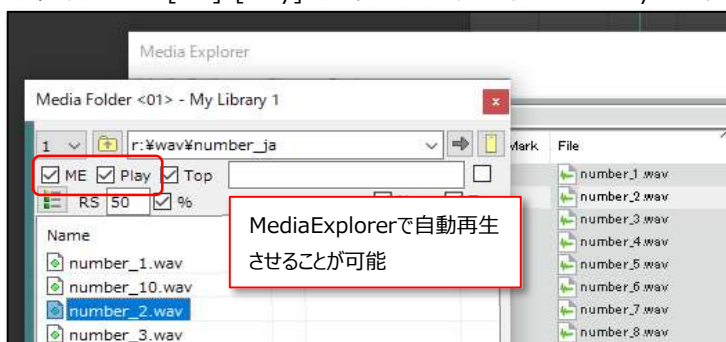 Media Explorer
Media Folder <01> - My Library 1
x
1
r:¥wav¥number_ja
Mark File
ME Play Top
RS 50 %
Name
number_1.wav
number_10.wav
number_2.wav
number_3.wav
MediaExplorerで自動再生
させることが可能
number_1.wav
number_2.wav
number_3.wav
number_4.wav
number_5.wav
number_6.wav
number_7.wav
number_8.wav